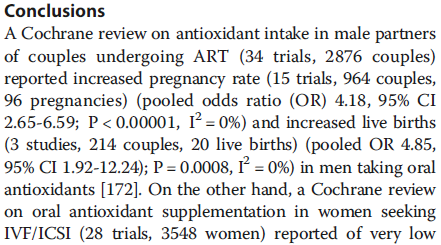 Conclusions
A Cochrane review on antioxidant intake in male partners
of couples undergoing ART (34 trials, 2876 couples)
reported increased pregnancy rate (15 trials, 964 couples,
96 pregnancies) (pooled odds ratio (OR) 4.18, 95% CI
2.65-6.59; P < 0.00001, I² = 0%) and increased live births
(3 studies, 214 couples, 20 live births) (pooled OR 4.85,
95% CI 1.92-12.24); P = 0.0008, I² = 0%) in men taking oral
antioxidants [172]. On the other hand, a Cochrane review
on oral antioxidant supplementation in women seeking
IVF/ICSI (28 trials, 3548 women) reported of very low